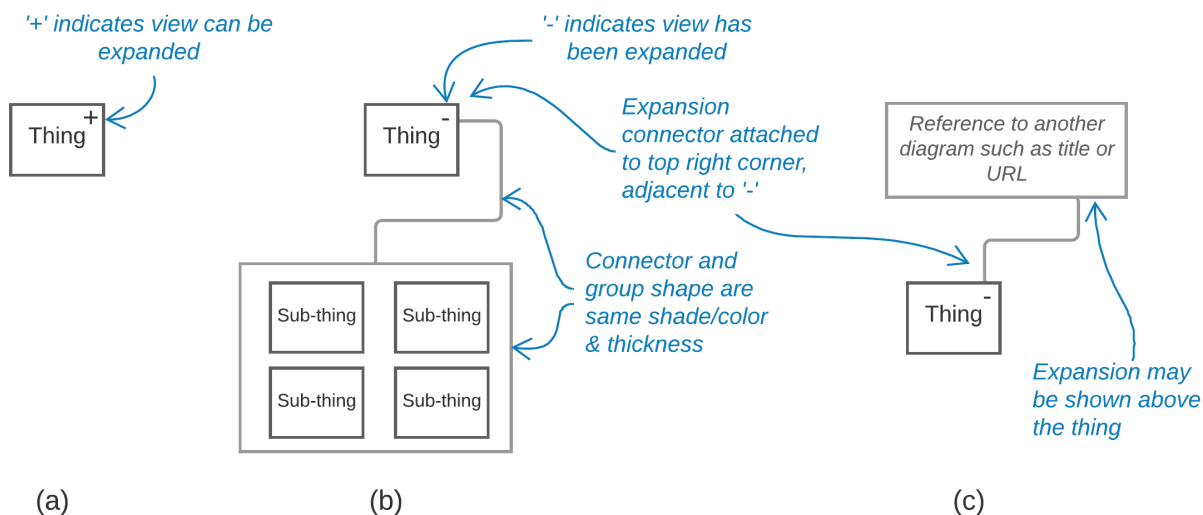 '+' indicates view can be
expanded
Thing
+
(a)
'-' indicates view has
been expanded
Thing
-
Sub-thing
Sub-thing
Sub-thing
Sub-thing
(b)
Expansion
connector attached
to top right corner,
adjacent to '-'
Connector and
group shape are
same shade/color
& thickness
Reference to another
diagram such as title or
URL
Thing
-
Expansion may
be shown above
the thing
(c)